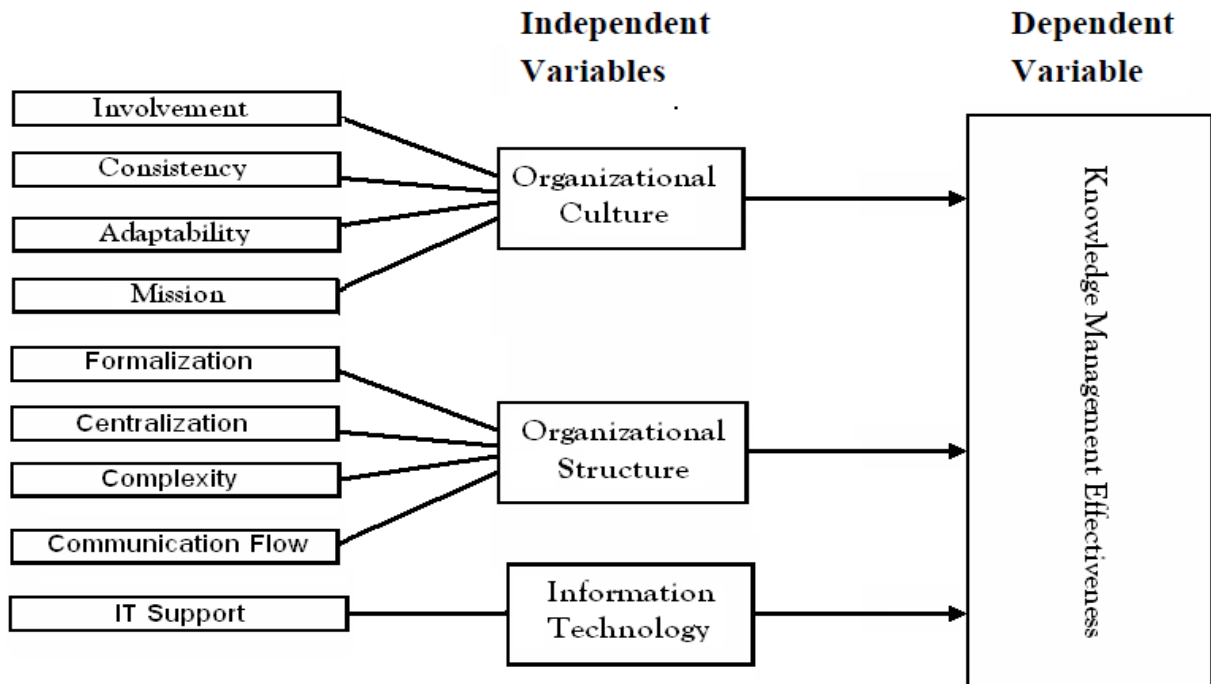 Independent
Variables
Dependent
Variable
Involvement
Consistency
Adaptability
Mission
Organizational
Culture
Formalization
Centralization
Complexity
Communication Flow
Organizational
Structure
IT Support
Information
Technology
Knowledge Management Effectiveness